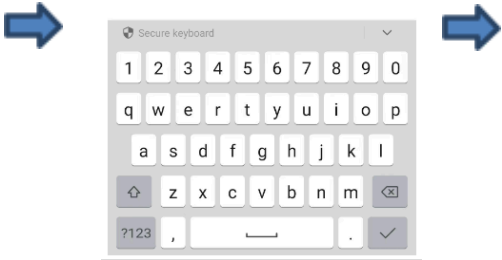 Secure keyboard
1 2 3 4 5 6 7 8 9 0
q w e r t y u i o p
a s d f g h j k l
z x c v b n m
?123 , .